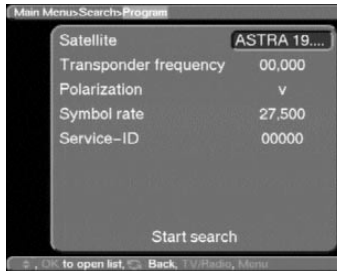 Main Menu>Search>Program
Satellite ASTRA 19....
Transponder frequency 00,000
Polarization v
Symbol rate 27,500
Service-ID 00000
Start search
, OK to open list, Back, TV/Radio, Menu